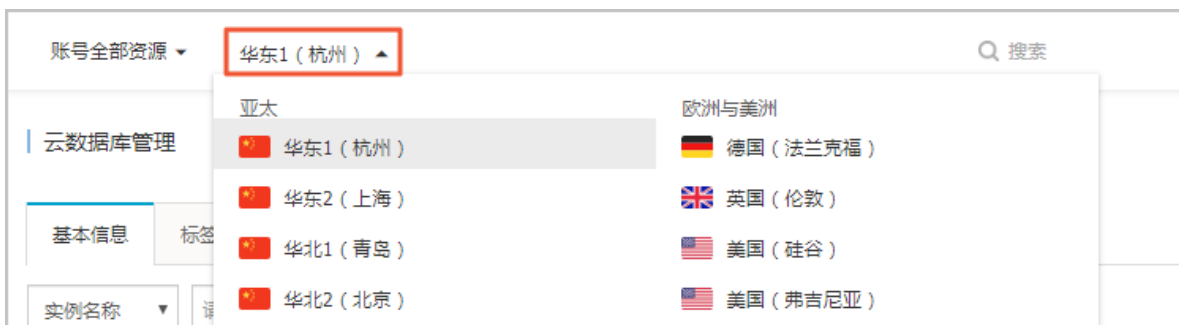 账号全部资源
华东1 ( 杭州 )
搜索
亚太
欧洲与美洲
云数据库管理
华东1 ( 杭州 )
德国 ( 法兰克福 )
华东2 ( 上海 )
英国 ( 伦敦 )
基本信息
标签
华北1 ( 青岛 )
美国 ( 硅谷 )
实例名称
华北2 ( 北京 )
美国 ( 弗吉尼亚 )